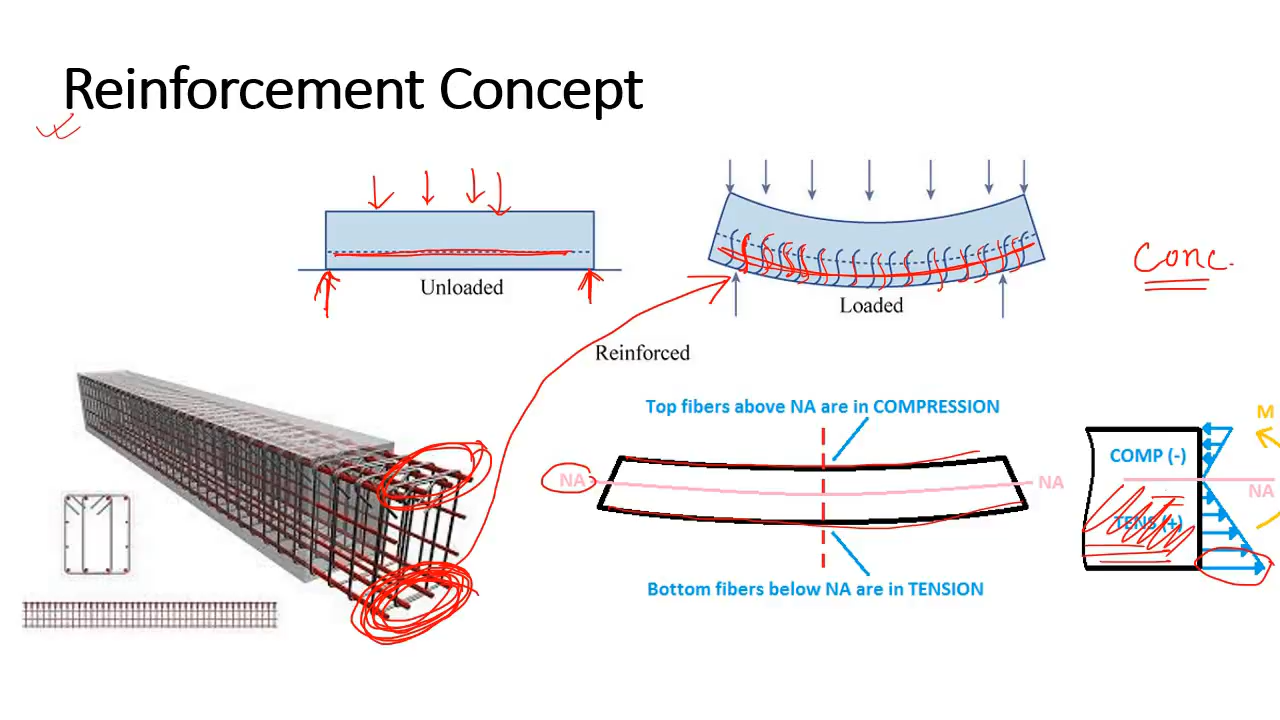 Reinforcement Concept
Unloaded
Loaded
Conc.
Reinforced
Top fibers above NA are in COMPRESSION
NA
NA
Bottom fibers below NA are in TENSION
M
COMP (-)
NA
TENS (+)